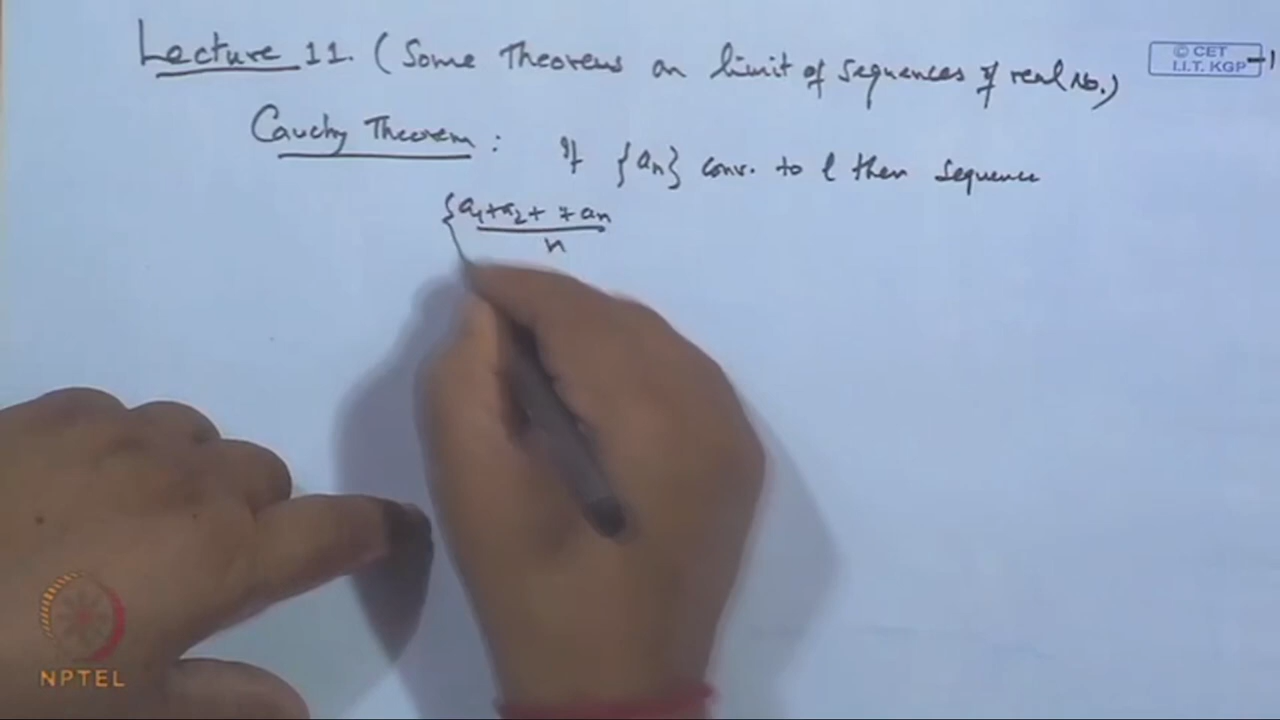 Lecture 11. (Some Theorems on limit of sequences of real no.)
© CET
I.I.T. KGP
-1
Cauchy Theorem : If {an} conv. to l then sequence
{a1+a2+ +an
n
NPTEL